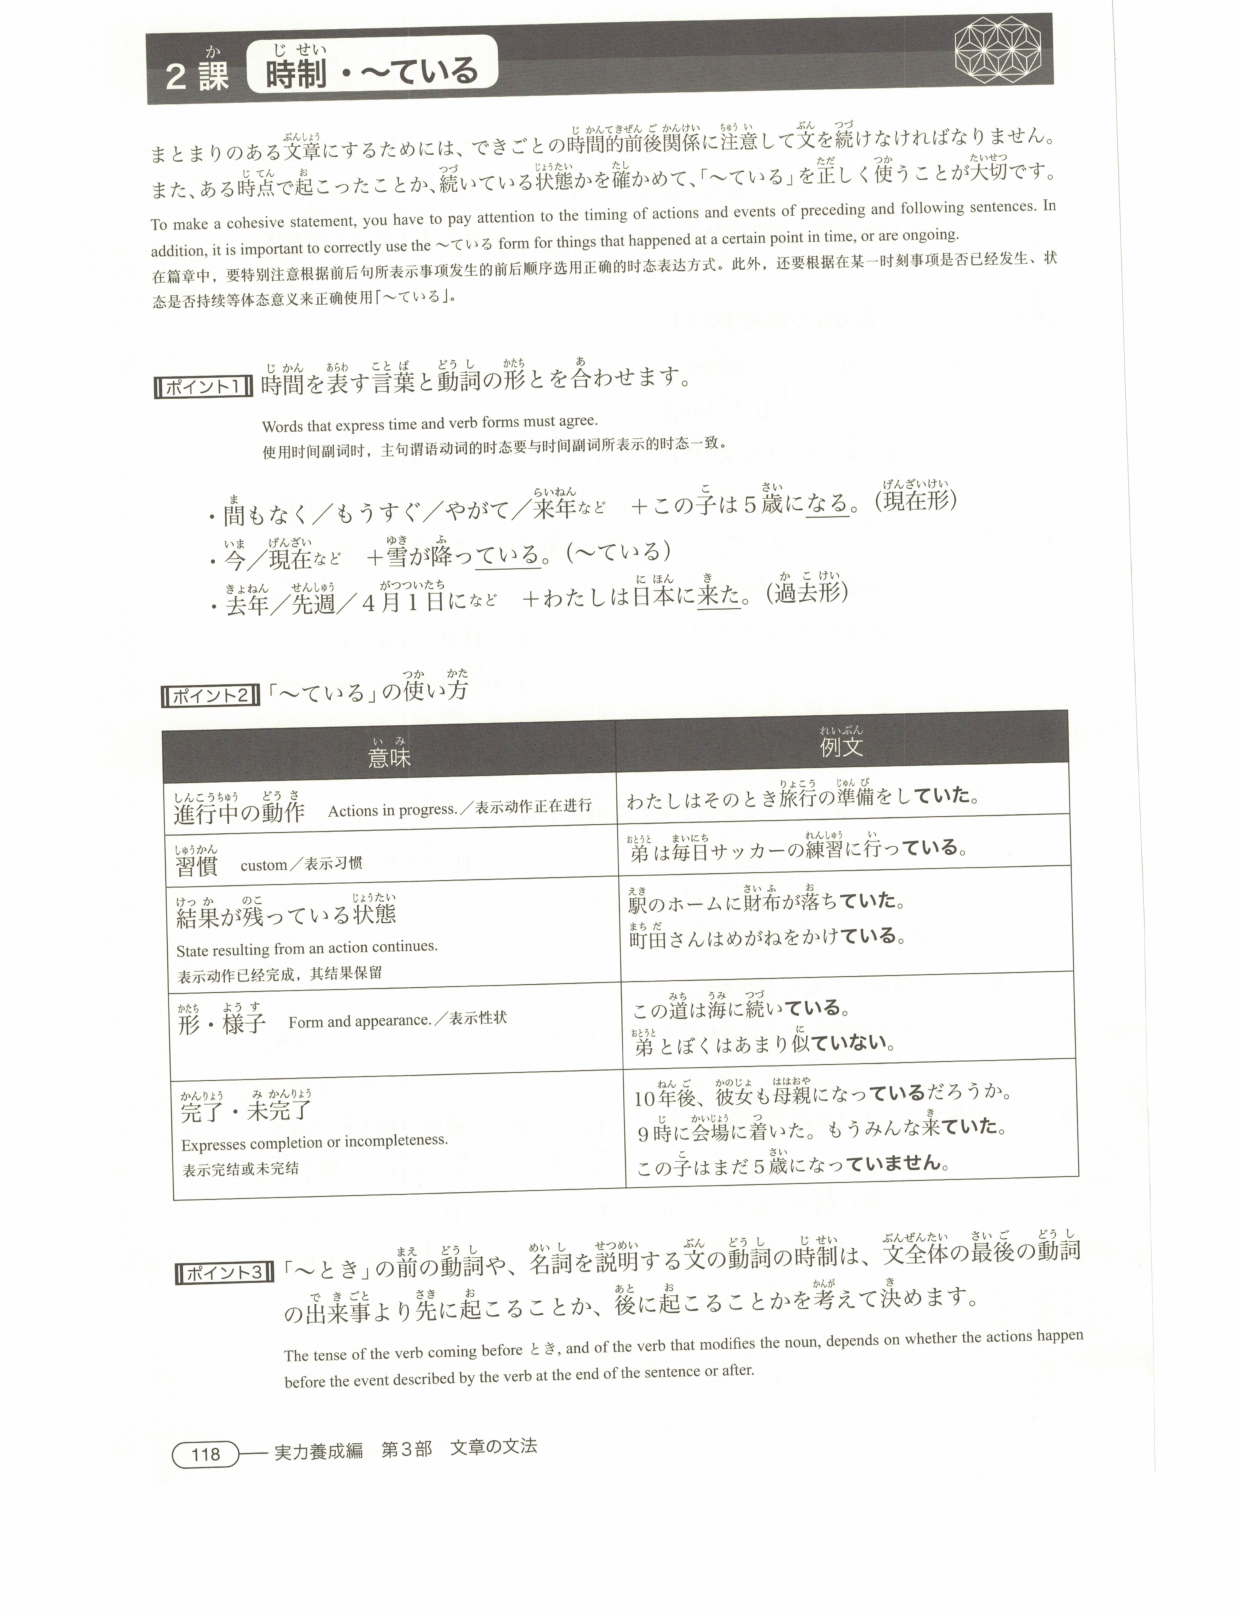 2課 時制・〜ている
まとまりのある文章にするためには、できごとの時間的前後関係に注意して文を続けなければなりません。
また、ある時点で起こったことか、続いている状態かを確かめて、「〜ている」を正しく使うことが大切です。
To make a cohesive statement, you have to pay attention to the timing of actions and events of preceding and following sentences. In
addition, it is important to correctly use the 〜ている form for things that happened at a certain point in time, or are ongoing.
在篇章中，要特别注意根据前后句所表示事项发生的前后顺序选用正确的时态表达方式。此外，还要根据在某一时刻事项是否已经发生、状
态是否持续等体态意义来正确使用「〜ている」。
ポイント1 時間を表す言葉と動詞の形とを合わせます。
Words that express time and verb forms must agree.
使用时间副词时，主句谓语动词的时态要与时间副词所表示的时态一致。
・間もなく／もうすぐ／やがて／来年など ＋この子は5歳になる。（現在形）
・今／現在など ＋雪が降っている。（〜ている）
・去年／先週／4月1日になど ＋わたしは日本に来た。（過去形）
ポイント2 「〜ている」の使い方
意味 例文
進行中の動作 Actions in progress.／表示动作正在进行 わたしはそのとき旅行の準備をしていた。
習慣 custom／表示习惯 弟は毎日サッカーの練習に行っている。
結果が残っている状態
State resulting from an action continues.
表示动作已经完成，其结果保留
駅のホームに財布が落ちていた。
町田さんはめがねをかけている。
形・様子 Form and appearance.／表示性状
この道は海に続いている。
弟とぼくはあまり似ていない。
完了・未完了
Expresses completion or incompleteness.
表示完结或未完结
10年後、彼女も母親になっているだろうか。
9時に会場に着いた。もうみんな来ていた。
この子はまだ5歳になっていません。
ポイント3 「〜とき」の前の動詞や、名詞を説明する文の動詞の時制は、文全体の最後の動詞
の出来事より先に起こることか、後に起こることかを考えて決めます。
The tense of the verb coming before とき, and of the verb that modifies the noun, depends on whether the actions happen
before the event described by the verb at the end of the sentence or after.
118 実力養成編 第3部 文章の文法